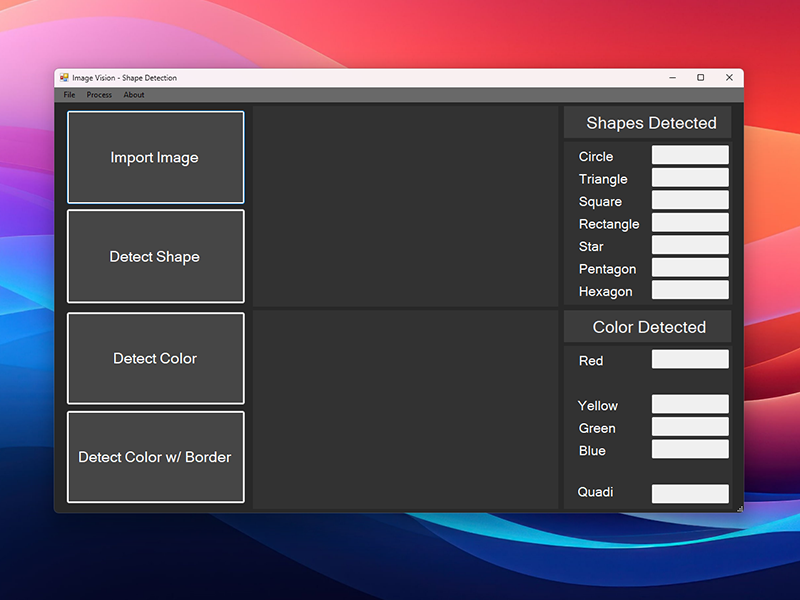 Image Vision - Shape Detection
File Process About
Import Image
Detect Shape
Detect Color
Detect Color w/ Border
Shapes Detected
Circle
Triangle
Square
Rectangle
Star
Pentagon
Hexagon
Color Detected
Red
Yellow
Green
Blue
Quadi